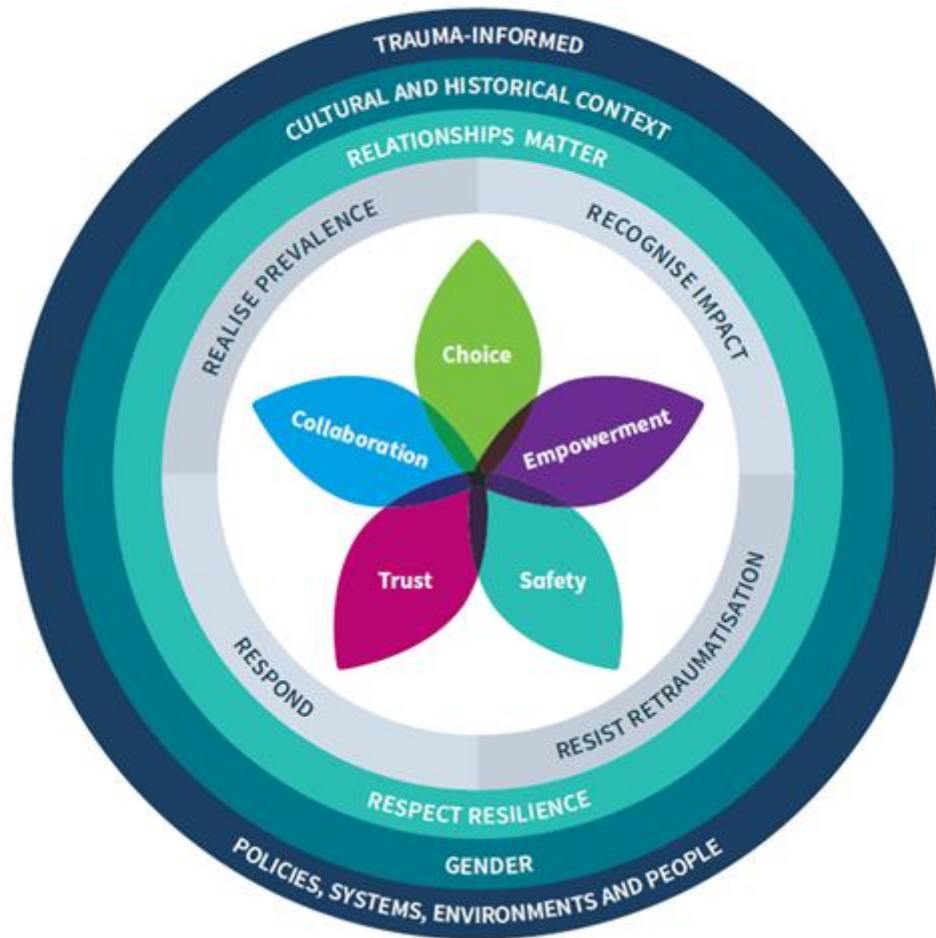 TRAUMA-INFORMED
CULTURAL AND HISTORICAL CONTEXT
RELATIONSHIPS MATTER
REALISE PREVALENCE
RECOGNISE IMPACT
Choice
Collaboration
Empowerment
Trust
Safety
RESPOND
RESIST RETRAUMATISATION
RESPECT RESILIENCE
GENDER
POLICIES, SYSTEMS, ENVIRONMENTS AND PEOPLE